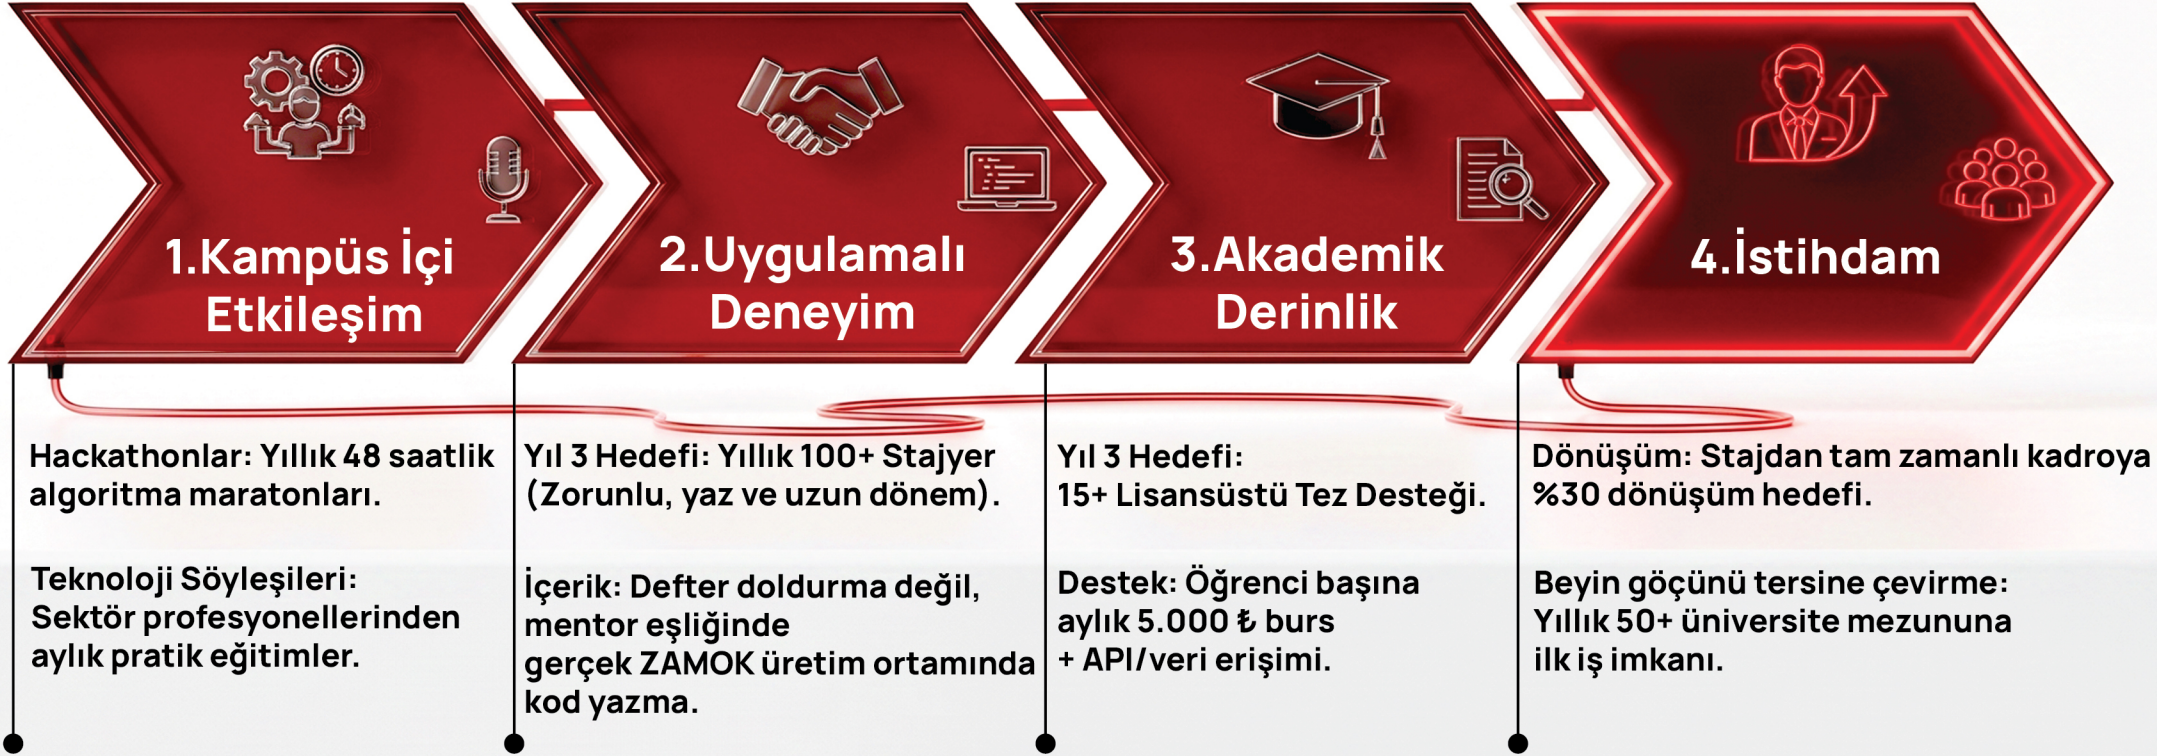 1.Kampüs İçi
Etkileşim
Hackathonlar: Yıllık 48 saatlik
algoritma maratonları.
Teknoloji Söyleşileri:
Sektör profesyonellerinden
aylık pratik eğitimler.
2.Uygulamalı
Deneyim
Yıl 3 Hedefi: Yıllık 100+ Stajyer
(Zorunlu, yaz ve uzun dönem).
İçerik: Defter doldurma değil,
mentor eşliğinde
gerçek ZAMOK üretim ortamında
kod yazma.
3.Akademik
Derinlik
Yıl 3 Hedefi:
15+ Lisansüstü Tez Desteği.
Destek: Öğrenci başına
aylık 5.000 ₺ burs
+ API/veri erişimi.
4.İstihdam
Dönüşüm: Stajdan tam zamanlı kadroya
%30 dönüşüm hedefi.
Beyin göçünü tersine çevirme:
Yıllık 50+ üniversite mezununa
ilk iş imkanı.